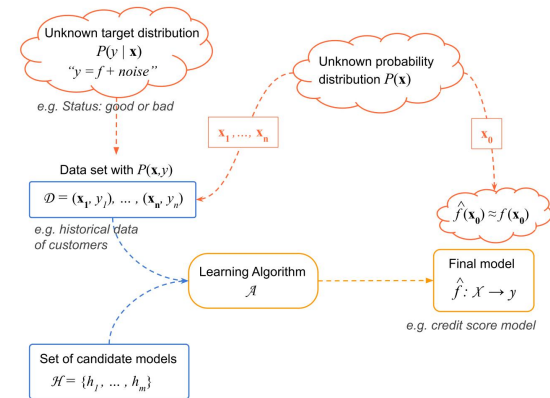 Unknown target distribution
P(y | x)
“y = f + noise”
e.g. Status: good or bad
Unknown probability
distribution P(x)
x₁,..., xₙ
x₀
Data set with P(x,y)
𝒟 = (x₁, y₁), ... , (xₙ, yₙ)
e.g. historical data
of customers
f̂(x₀) ≈ f(x₀)
Learning Algorithm
𝒜
Final model
f̂ : 𝒳 → y
e.g. credit score model
Set of candidate models
ℋ = {h₁, ... , hₘ}